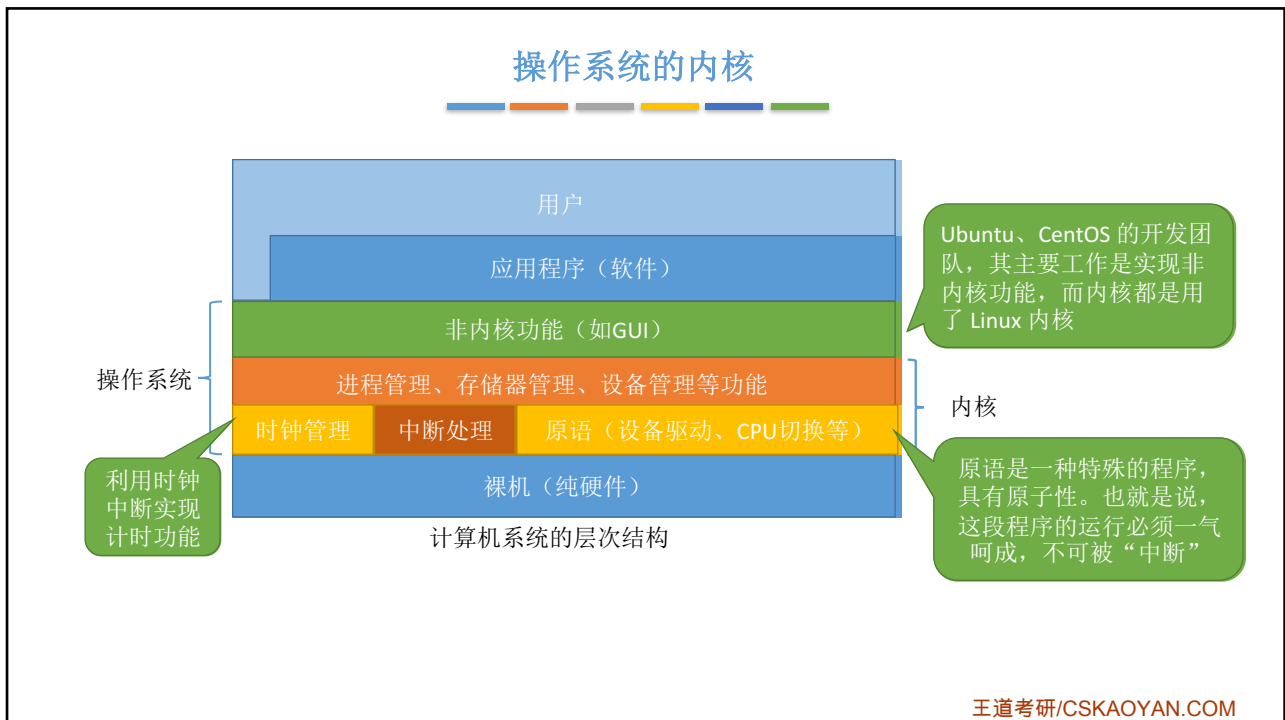 操作系统的内核
用户
应用程序（软件）
非内核功能（如GUI）
进程管理、存储器管理、设备管理等功能
时钟管理
中断处理
原语（设备驱动、CPU切换等）
裸机（纯硬件）
计算机系统的层次结构
操作系统
内核
利用时钟
中断实现
计时功能
Ubuntu、CentOS 的开发团
队，其主要工作是实现非
内核功能，而内核都是用
了 Linux 内核
原语是一种特殊的程序，
具有原子性。也就是说，
这段程序的运行必须一气
呵成，不可被“中断”
王道考研/CSKAOYAN.COM